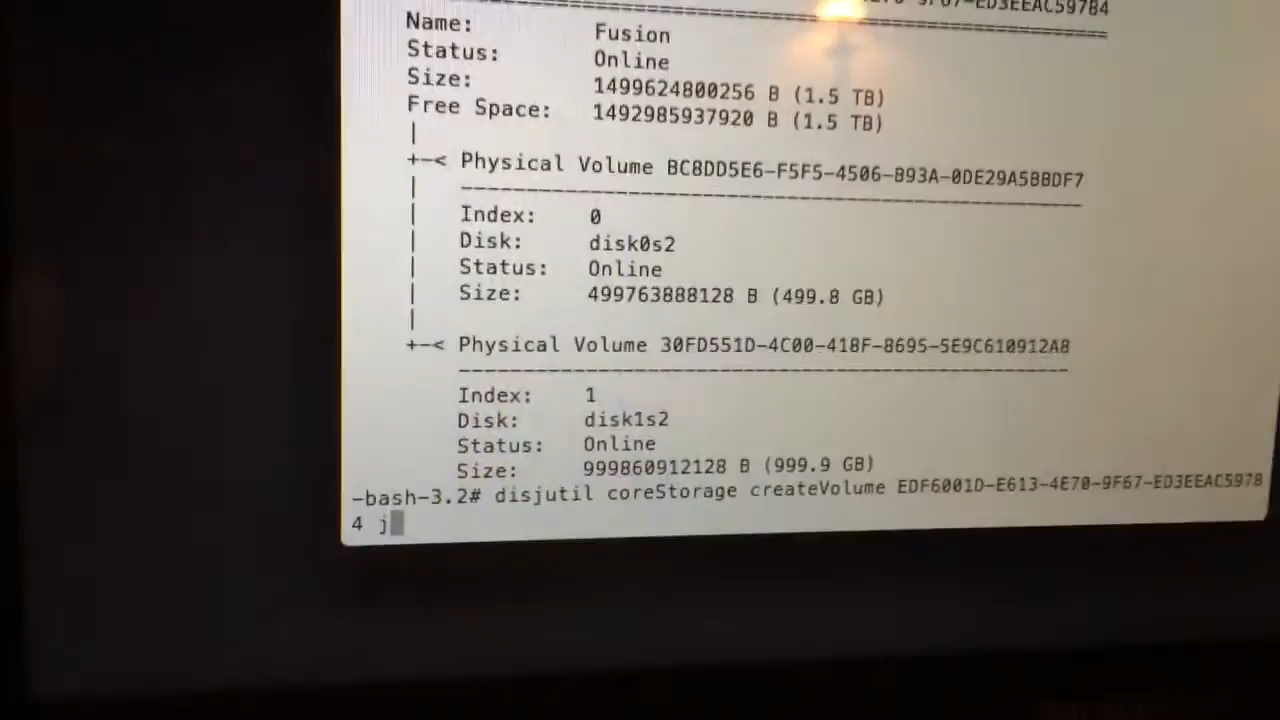 9F67-ED3EEAC59784
Name: Fusion
Status: Online
Size: 1499624800256 B (1.5 TB)
Free Space: 1492985937920 B (1.5 TB)
|
+-< Physical Volume BC8DD5E6-F5F5-4506-B93A-0DE29A5BBDF7
| ----------------------------------------------------
| Index: 0
| Disk: disk0s2
| Status: Online
| Size: 499763888128 B (499.8 GB)
|
+-< Physical Volume 30FD551D-4C00-418F-8695-5E9C610912A8
----------------------------------------------------
Index: 1
Disk: disk1s2
Status: Online
Size: 999860912128 B (999.9 GB)
-bash-3.2# disjutil coreStorage createVolume EDF6001D-E613-4E70-9F67-ED3EEAC5978
4 j